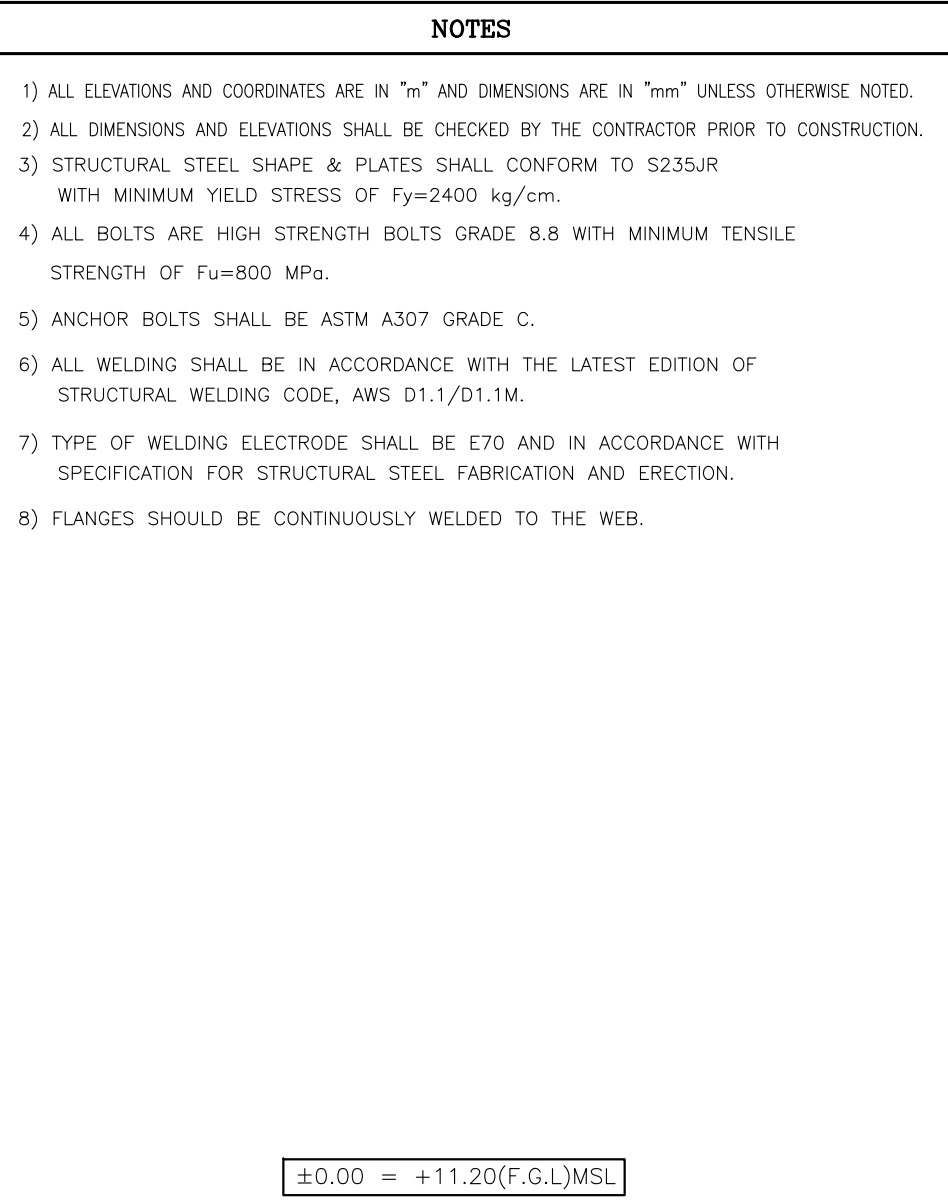 NOTES
1) ALL ELEVATIONS AND COORDINATES ARE IN "m" AND DIMENSIONS ARE IN "mm" UNLESS OTHERWISE NOTED.
2) ALL DIMENSIONS AND ELEVATIONS SHALL BE CHECKED BY THE CONTRACTOR PRIOR TO CONSTRUCTION.
3) STRUCTURAL STEEL SHAPE & PLATES SHALL CONFORM TO S235JR
WITH MINIMUM YIELD STRESS OF Fy=2400 kg/cm.
4) ALL BOLTS ARE HIGH STRENGTH BOLTS GRADE 8.8 WITH MINIMUM TENSILE
STRENGTH OF Fu=800 MPa.
5) ANCHOR BOLTS SHALL BE ASTM A307 GRADE C.
6) ALL WELDING SHALL BE IN ACCORDANCE WITH THE LATEST EDITION OF
STRUCTURAL WELDING CODE, AWS D1.1/D1.1M.
7) TYPE OF WELDING ELECTRODE SHALL BE E70 AND IN ACCORDANCE WITH
SPECIFICATION FOR STRUCTURAL STEEL FABRICATION AND ERECTION.
8) FLANGES SHOULD BE CONTINUOUSLY WELDED TO THE WEB.
±0.00 = +11.20(F.G.L)MSL